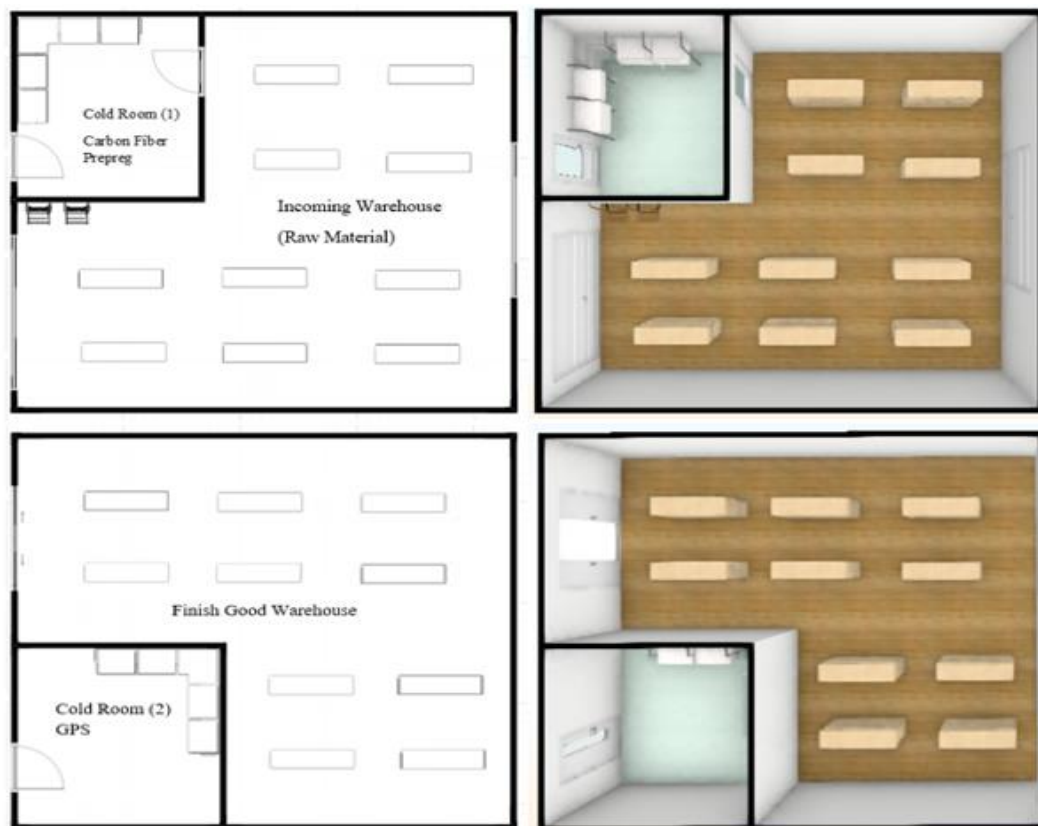 Cold Room (1)
Carbon Fiber
Prepreg
Incoming Warehouse
(Raw Material)
Finish Good Warehouse
Cold Room (2)
GPS